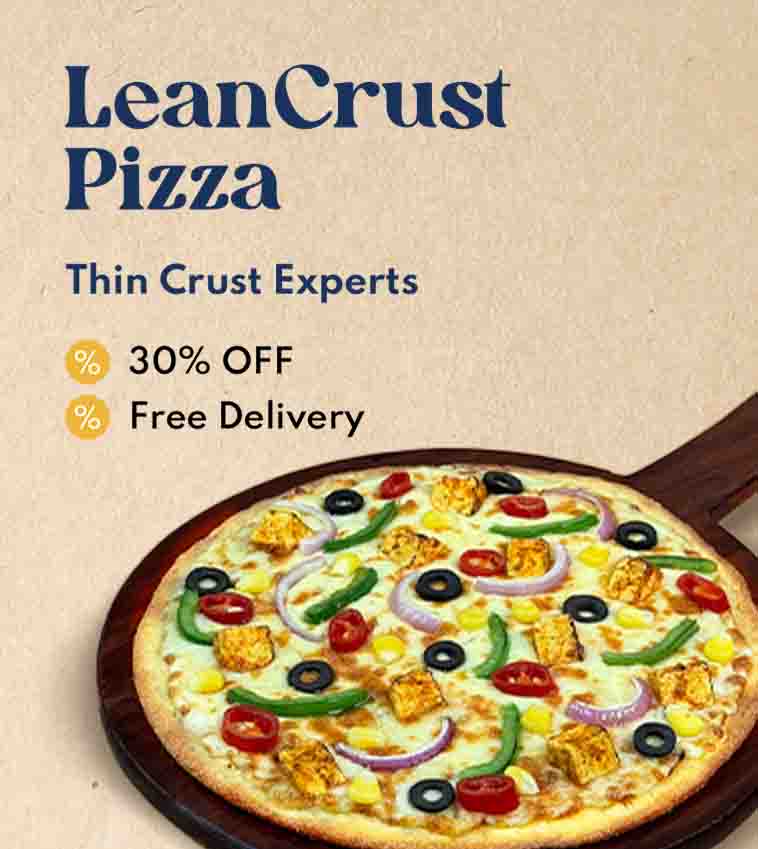 LeanCrust
Pizza
Thin Crust Experts
% 30% OFF
% Free Delivery